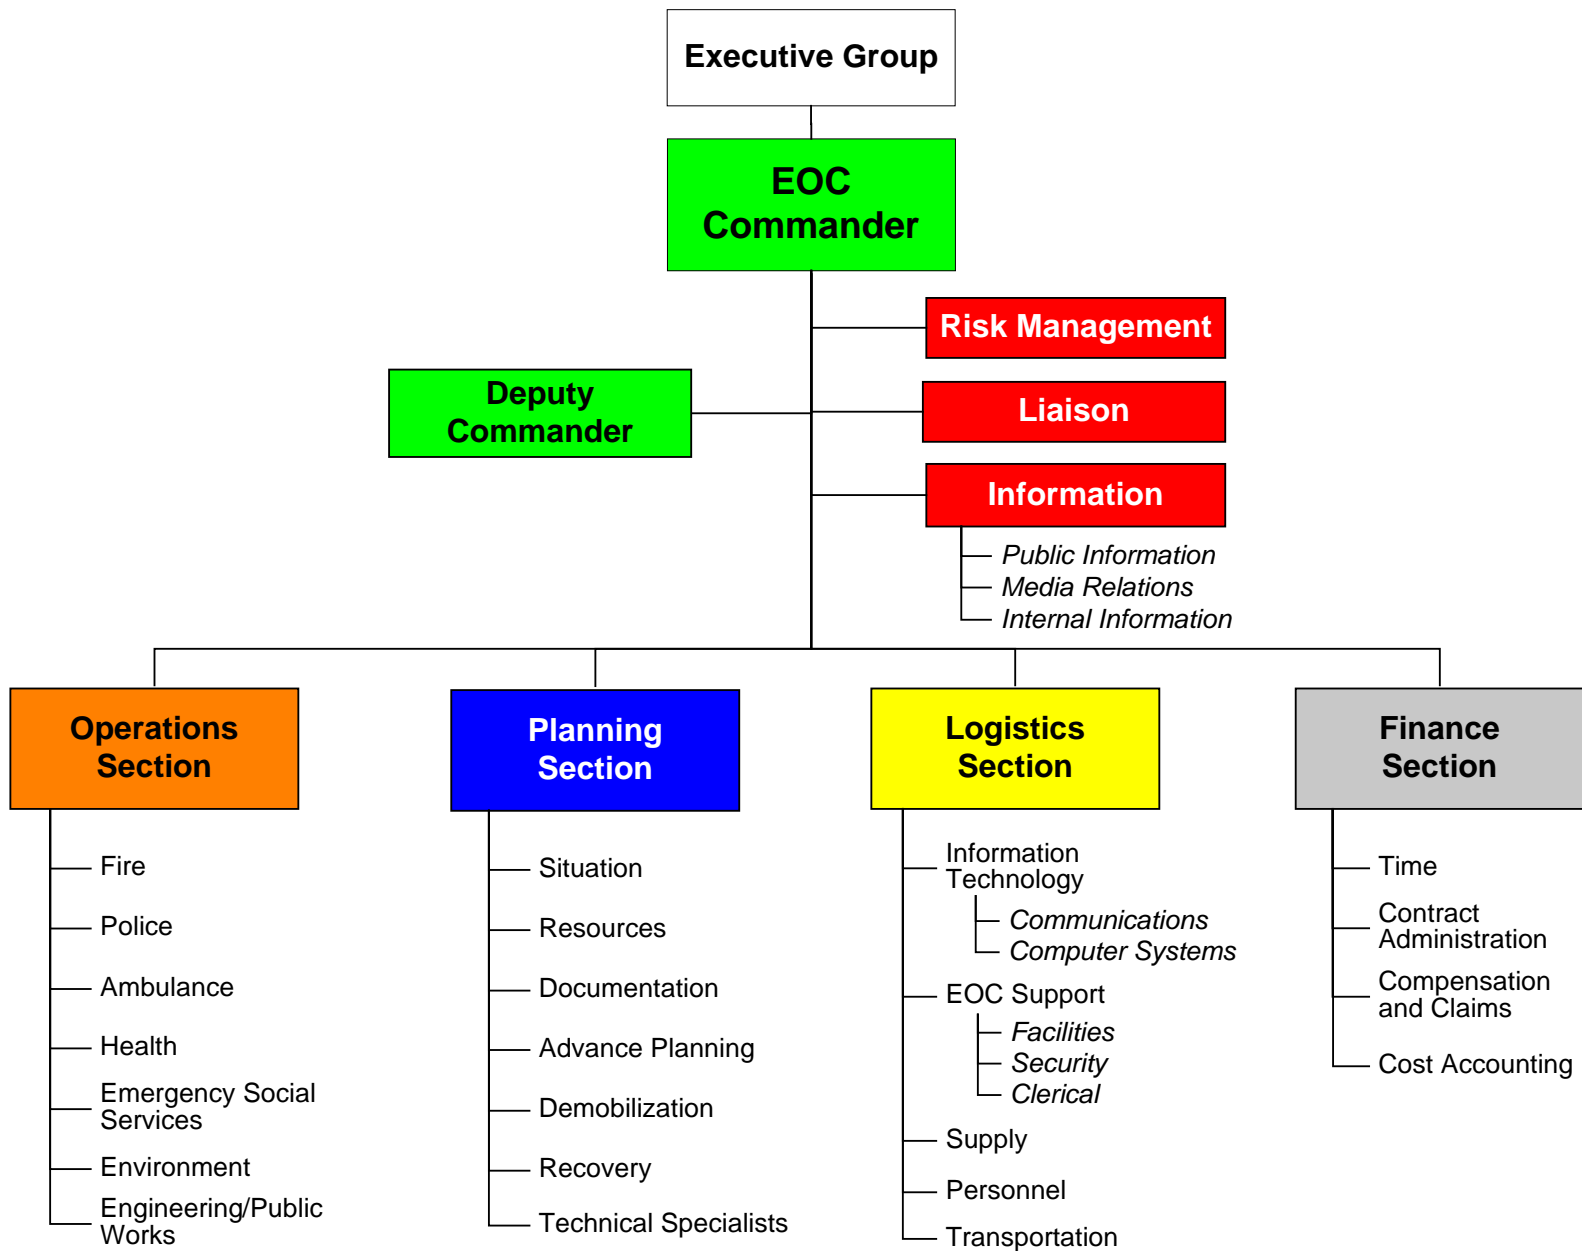 Executive Group
EOC
Commander
Risk Management
Deputy
Commander
Liaison
Information
Public Information
Media Relations
Internal Information
Operations
Section
Fire
Police
Ambulance
Health
Emergency Social
Services
Environment
Engineering/Public
Works
Planning
Section
Situation
Resources
Documentation
Advance Planning
Demobilization
Recovery
Technical Specialists
Logistics
Section
Information
Technology
Communications
Computer Systems
EOC Support
Facilities
Security
Clerical
Supply
Personnel
Transportation
Finance
Section
Time
Contract
Administration
Compensation
and Claims
Cost Accounting